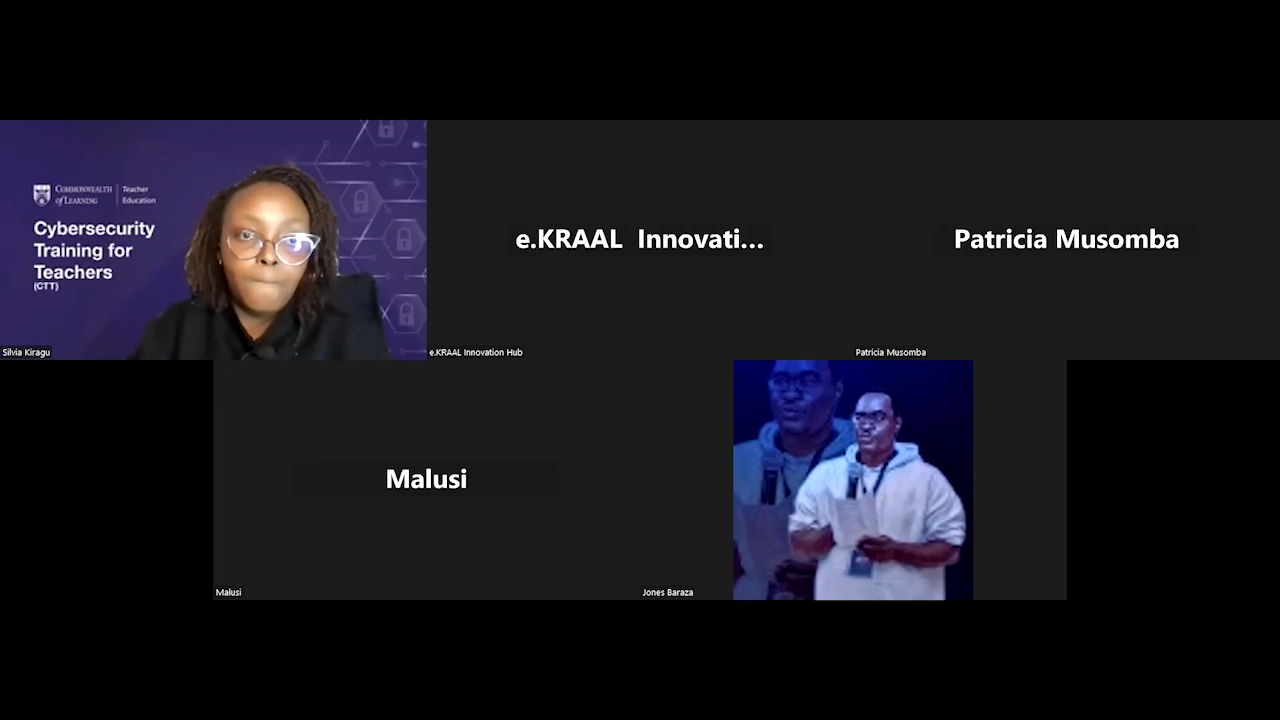 COMMONWEALTH
of LEARNING
Teacher
Education
Cybersecurity
Training for
Teachers
(CTT)
Silvia Kiragu
e.KRAAL Innovati...
e.KRAAL Innovation Hub
Patricia Musomba
Patricia Musomba
Malusi
Malusi
Jones Baraza